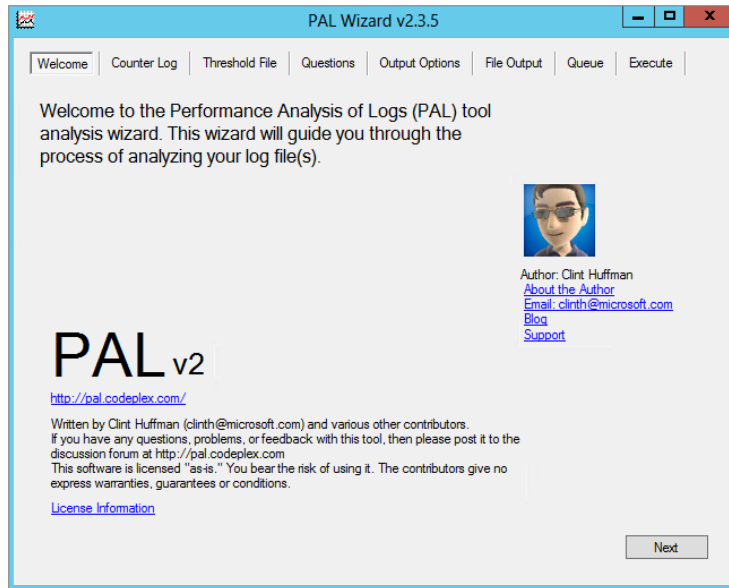 PAL Wizard v2.3.5
Welcome Counter Log Threshold File Questions Output Options File Output Queue Execute
Welcome to the Performance Analysis of Logs (PAL) tool
analysis wizard. This wizard will guide you through the
process of analyzing your log file(s).
Author: Clint Huffman
About the Author
Email: clinth@microsoft.com
Blog
Support
PAL v2
http://pal.codeplex.com/
Written by Clint Huffman (clinth@microsoft.com) and various other contributors.
If you have any questions, problems, or feedback with this tool, then please post it to the
discussion forum at http://pal.codeplex.com
This software is licensed "as-is." You bear the risk of using it. The contributors give no
express warranties, guarantees or conditions.
License Information
Next